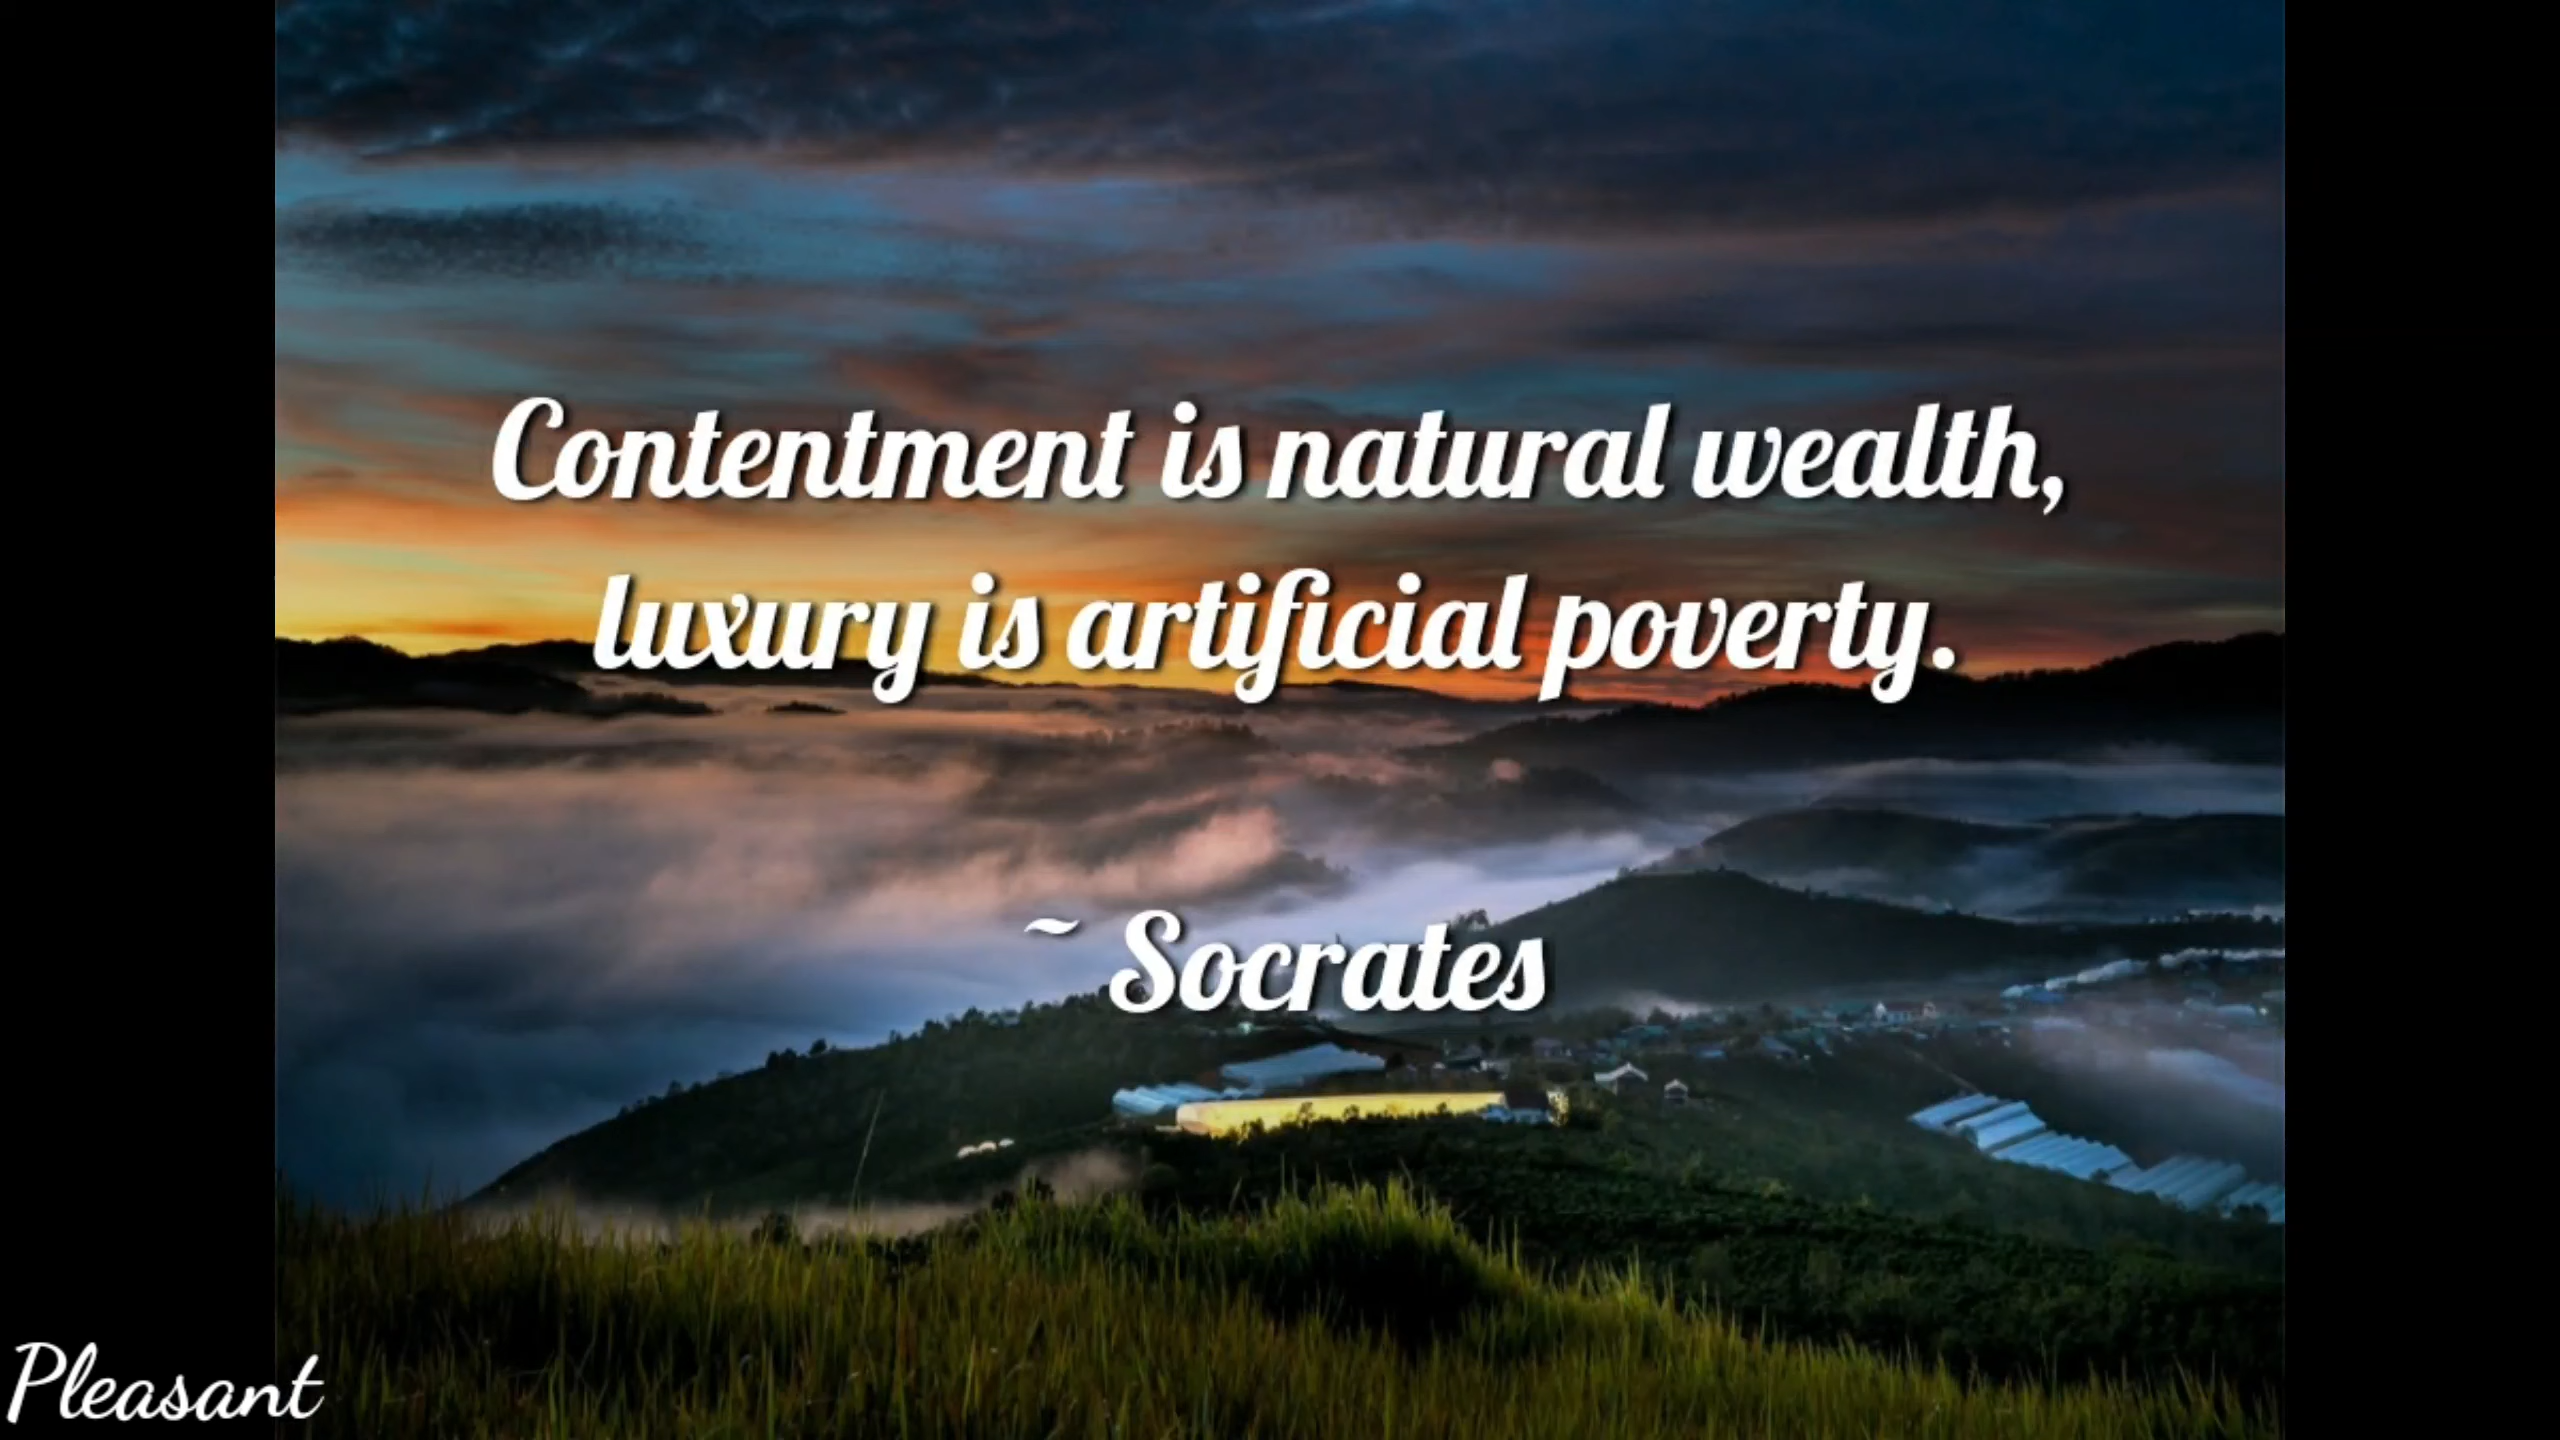 Contentment is natural wealth,
luxury is artificial poverty.
~ Socrates
Pleasant